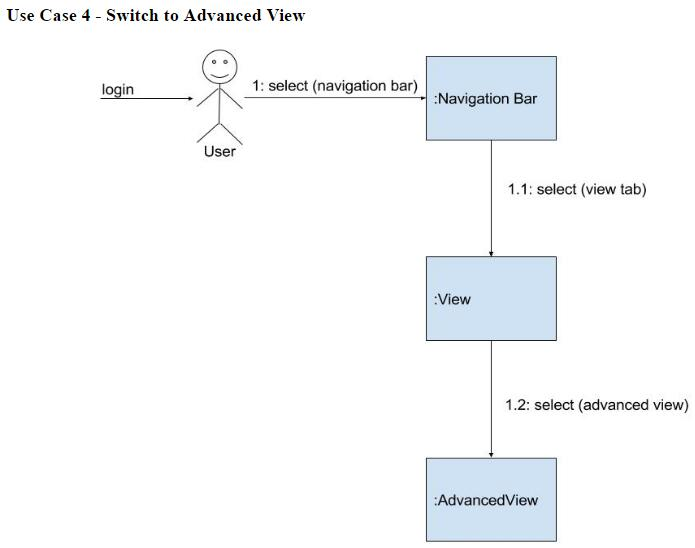 Use Case 4 - Switch to Advanced View
login
1: select (navigation bar)
:Navigation Bar
User
1.1: select (view tab)
:View
1.2: select (advanced view)
:AdvancedView